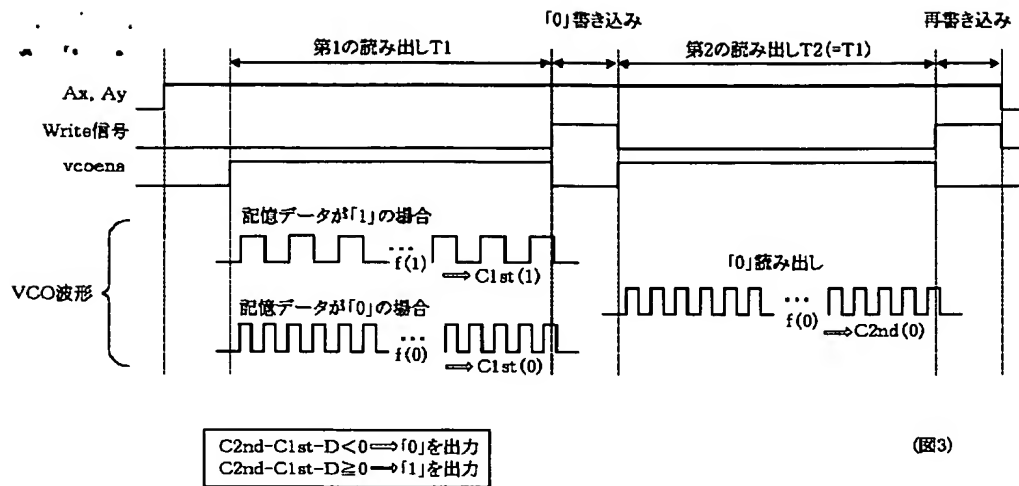 「0」書き込み
再書き込み
第1の読み出しT1
第2の読み出しT2(=T1)
Ax, Ay
Write信号
vcoena
記憶データが「1」の場合
… f(1)
⇒ C1st(1)
「0」読み出し
VCO波形
記憶データが「0」の場合
… f(0)
⇒ C1st(0)
… f(0)
⇒ C2nd(0)
C2nd-C1st-D<0⇒「0」を出力
C2nd-C1st-D≧0→「1」を出力
(図3)